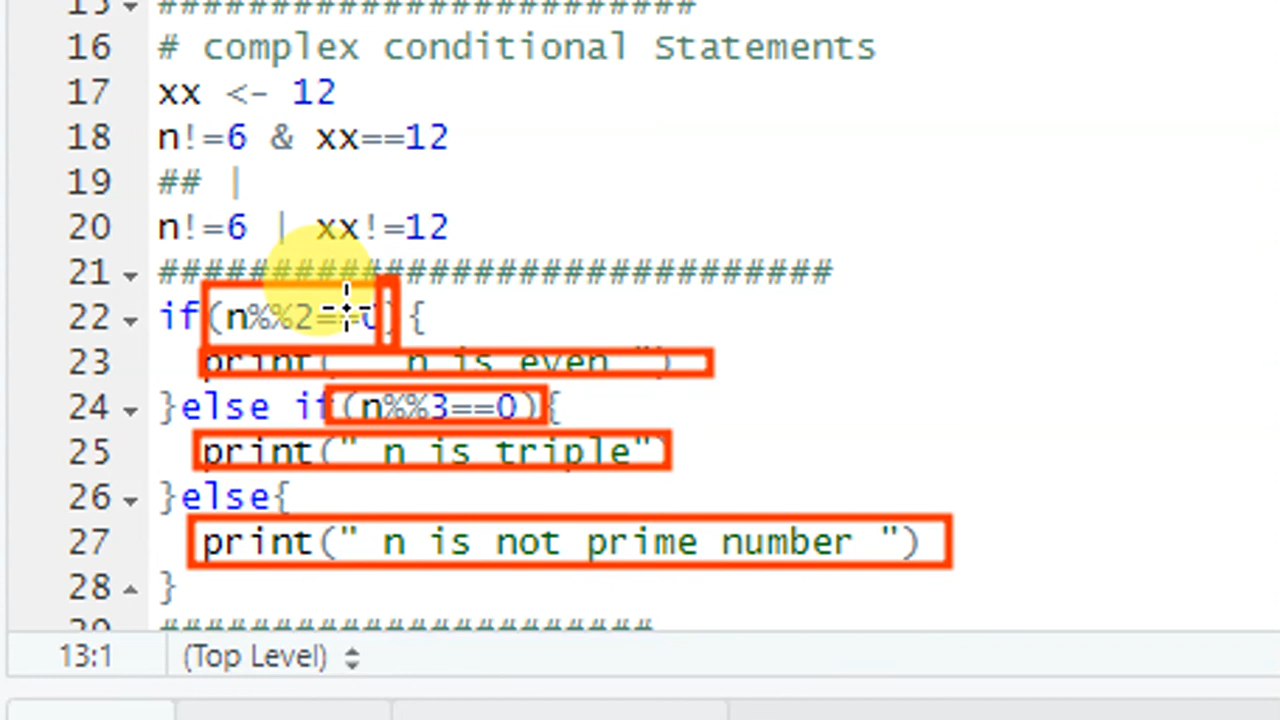 15 ########################
16 # complex conditional Statements
17 xx <- 12
18 n!=6 & xx==12
19 ## |
20 n!=6 | xx!=12
21 ##############################
22 if(n%%2==0){
23 print(" n is even ")
24 }else if(n%%3==0){
25 print(" n is triple")
26 }else{
27 print(" n is not prime number ")
28 }
29 ######################
13:1 (Top Level)